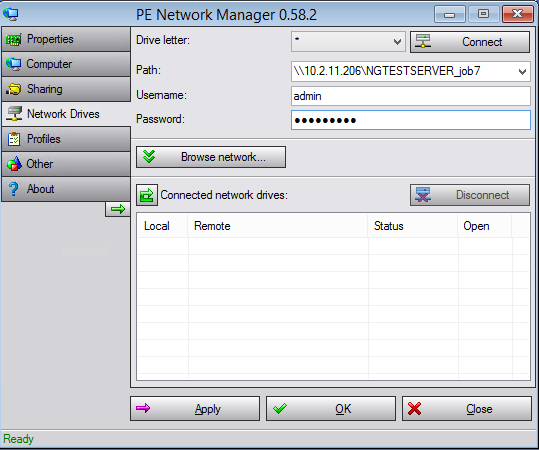 PE Network Manager 0.58.2
Properties
Computer
Sharing
Network Drives
Profiles
Other
About
Drive letter:
*
Connect
Path:
\\10.2.11.206\NGTESTSERVER_job7
Username:
admin
Password:
●●●●●●●●●
Browse network...
Connected network drives:
Disconnect
Local Remote Status Open
Apply OK Close
Ready